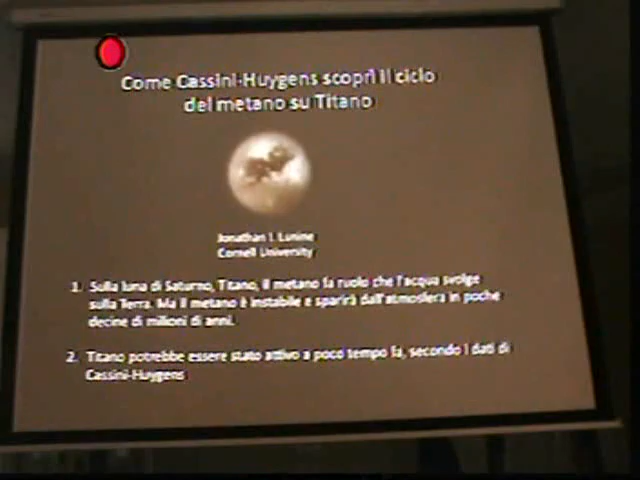 Come Cassini-Huygens scoprì il ciclo
del metano su Titano
Jonathan I. Lunine
Cornell University
1. Sulla luna di Saturno, Titano, il metano fa ruolo che l'acqua svolge
sulla Terra. Ma il metano è instabile e sparirà dall'atmosfera in poche
decine di milioni di anni.
2. Titano potrebbe essere stato attivo a poco tempo fa, secondo i dati di
Cassini-Huygens